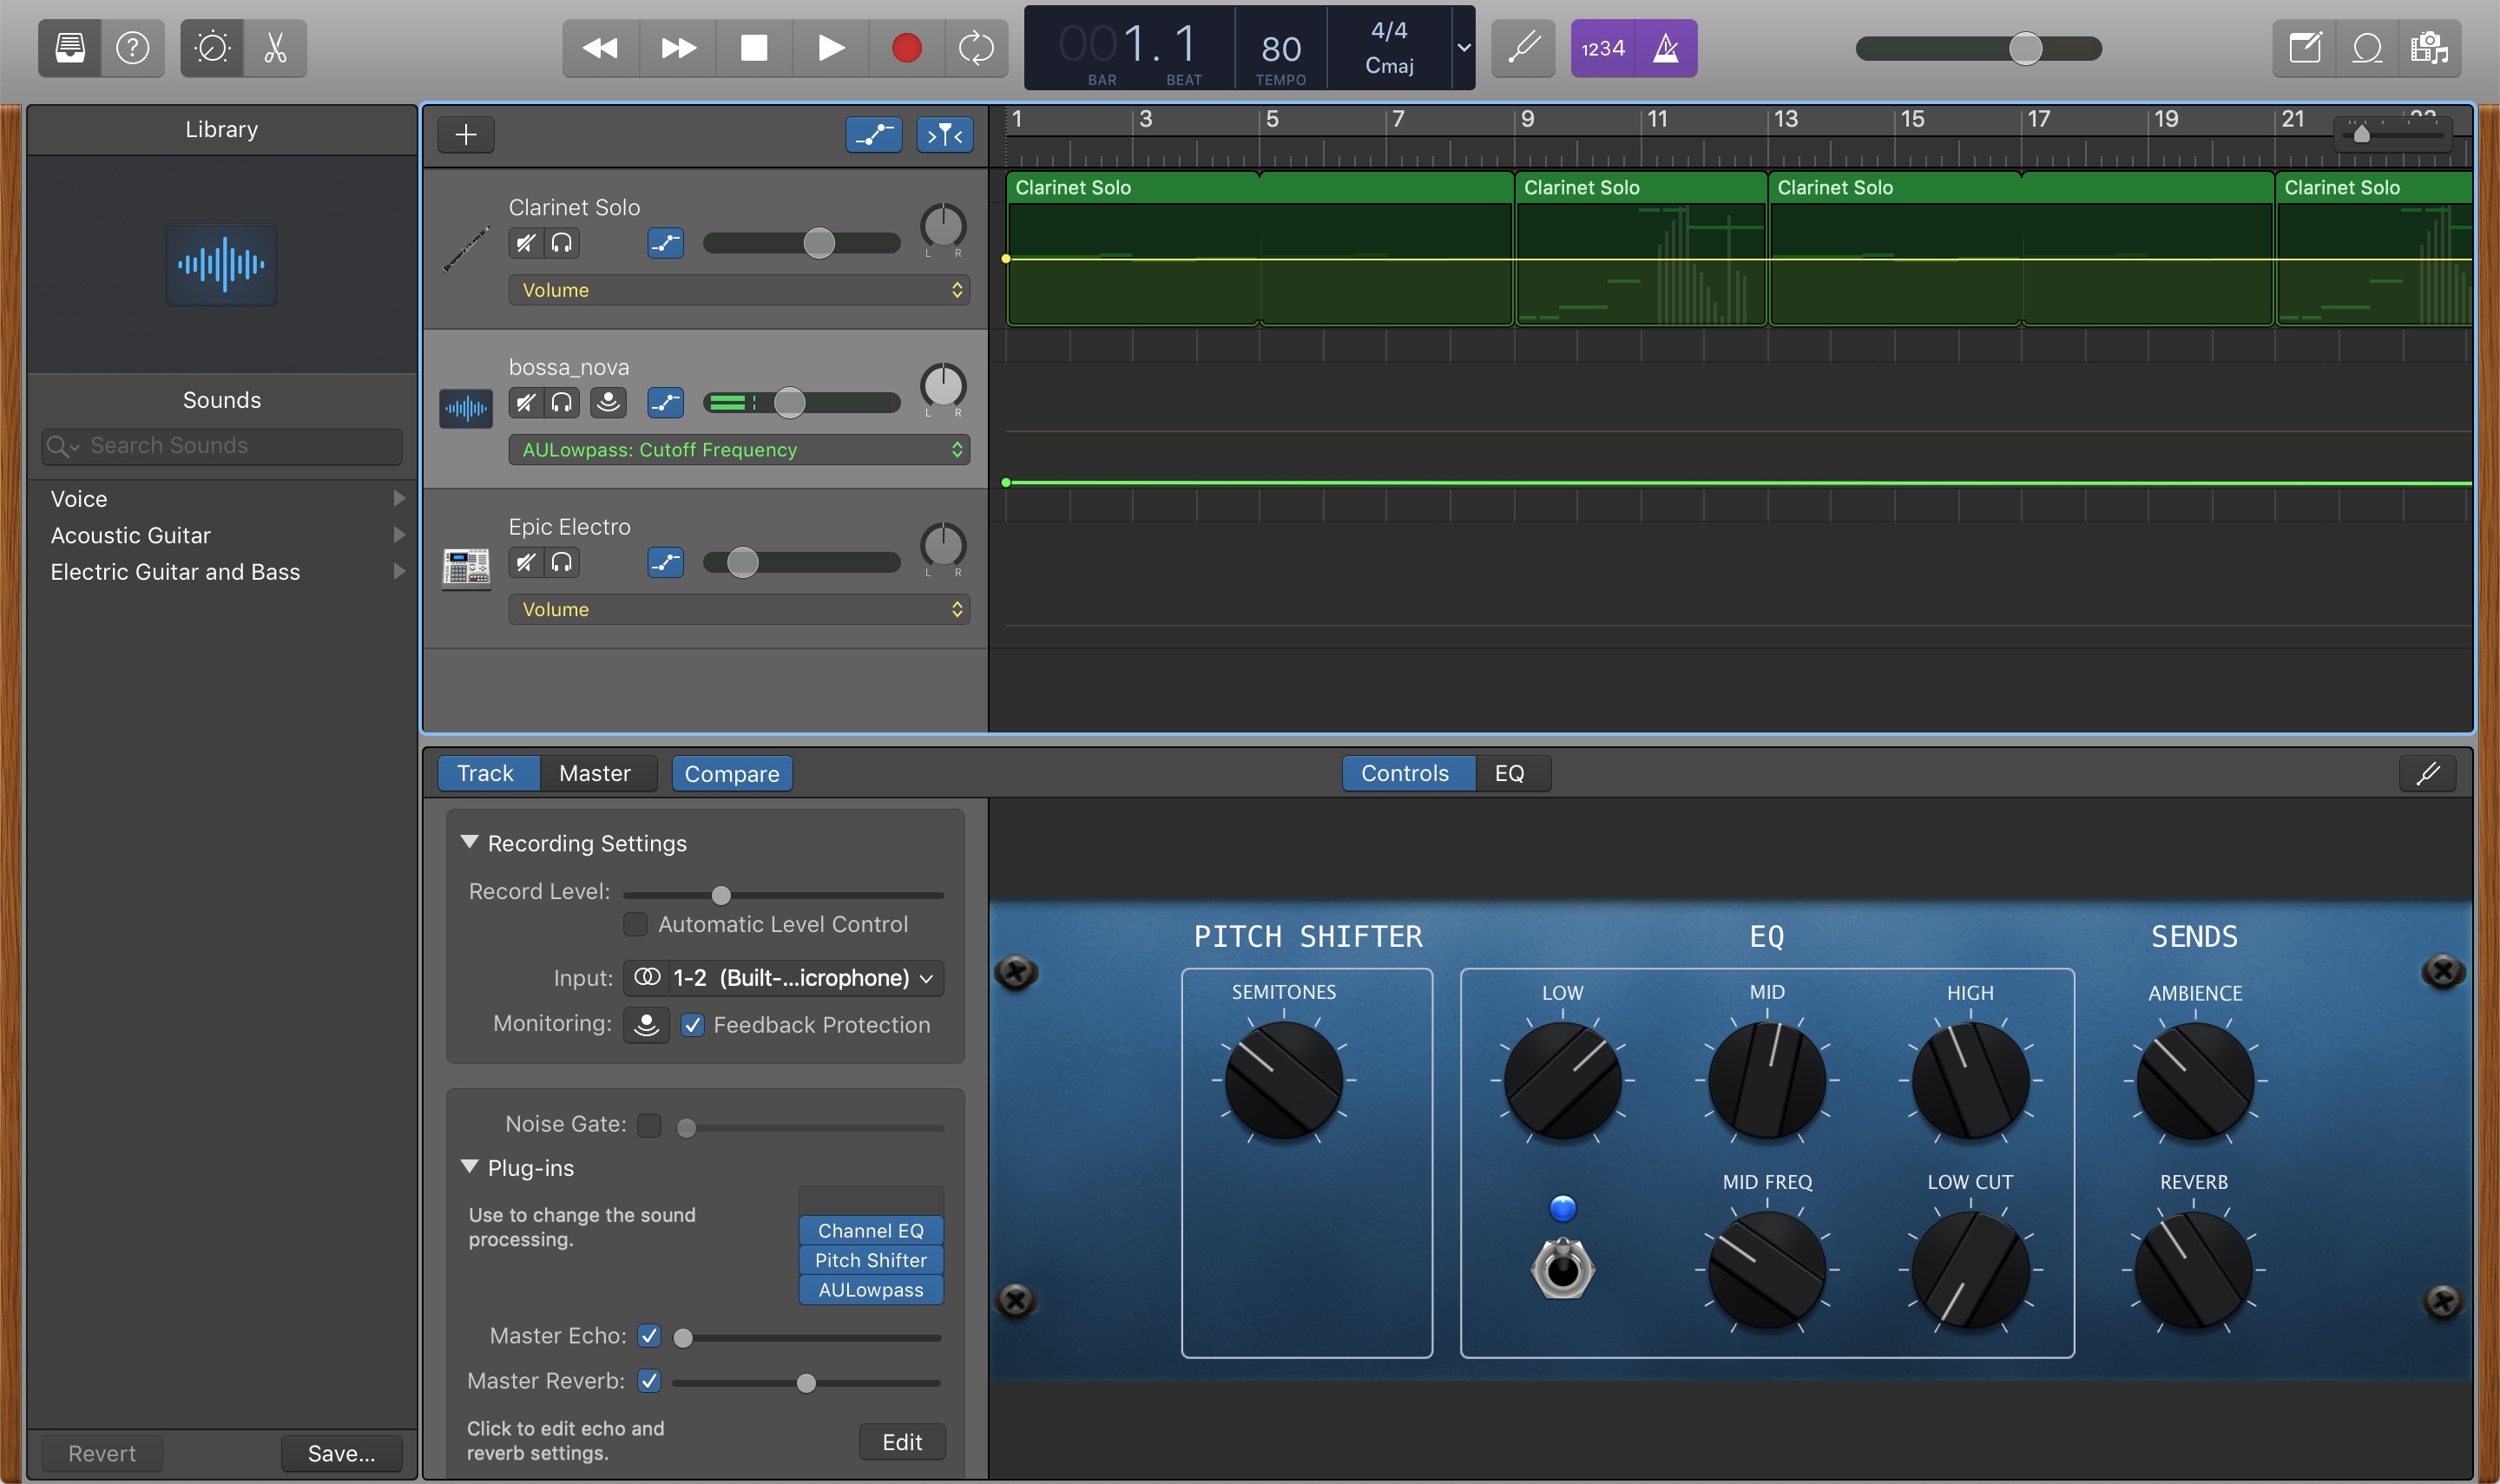 001. 1
BAR BEAT
80
TEMPO
4/4
Cmaj
1234
Library
Sounds
Search Sounds
Voice
Acoustic Guitar
Electric Guitar and Bass
Revert
Save...
1 3 5 7 9 11 13 15 17 19 21
Clarinet Solo
L R
Volume
Clarinet Solo
Clarinet Solo
Clarinet Solo
Clarinet Solo
bossa_nova
L R
AULowpass: Cutoff Frequency
Epic Electro
L R
Volume
Track
Master
Compare
Controls
EQ
Recording Settings
Record Level:
Automatic Level Control
Input: 1-2 (Built-...icrophone)
Monitoring: Feedback Protection
Noise Gate:
Plug-ins
Use to change the sound
processing.
Channel EQ
Pitch Shifter
AULowpass
Master Echo:
Master Reverb:
Click to edit echo and
reverb settings.
Edit
PITCH SHIFTER
SEMITONES
EQ
LOW
MID
HIGH
MID FREQ
LOW CUT
SENDS
AMBIENCE
REVERB